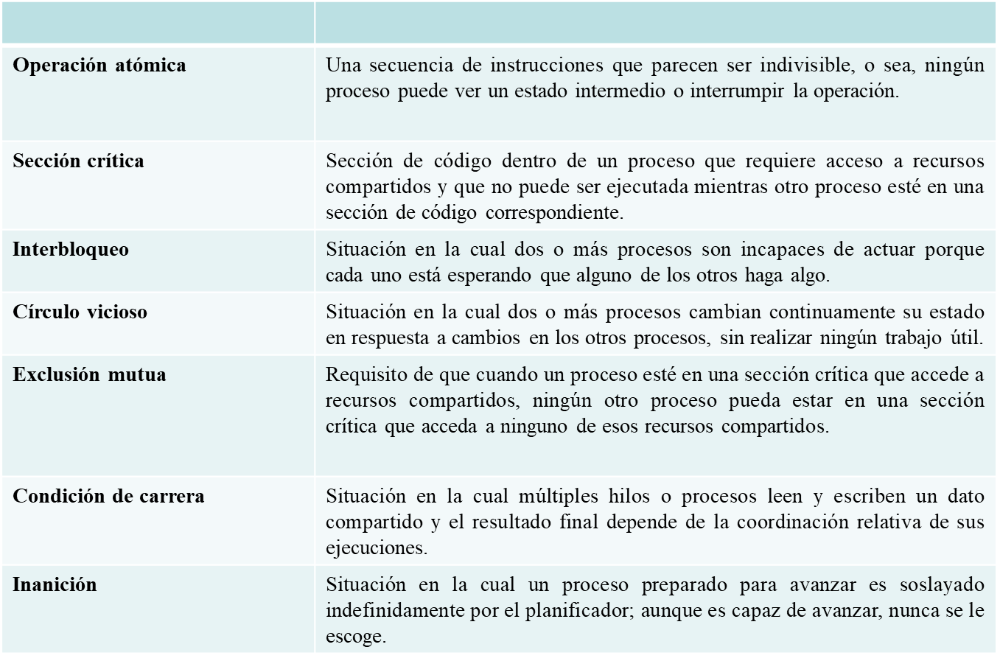 Operación atómica
Una secuencia de instrucciones que parecen ser indivisible, o sea, ningún
proceso puede ver un estado intermedio o interrumpir la operación.
Sección crítica
Sección de código dentro de un proceso que requiere acceso a recursos
compartidos y que no puede ser ejecutada mientras otro proceso esté en una
sección de código correspondiente.
Interbloqueo
Situación en la cual dos o más procesos son incapaces de actuar porque
cada uno está esperando que alguno de los otros haga algo.
Círculo vicioso
Situación en la cual dos o más procesos cambian continuamente su estado
en respuesta a cambios en los otros procesos, sin realizar ningún trabajo útil.
Exclusión mutua
Requisito de que cuando un proceso esté en una sección crítica que accede a
recursos compartidos, ningún otro proceso pueda estar en una sección
crítica que acceda a ninguno de esos recursos compartidos.
Condición de carrera
Situación en la cual múltiples hilos o procesos leen y escriben un dato
compartido y el resultado final depende de la coordinación relativa de sus
ejecuciones.
Inanición
Situación en la cual un proceso preparado para avanzar es soslayado
indefinidamente por el planificador; aunque es capaz de avanzar, nunca se le
escoge.